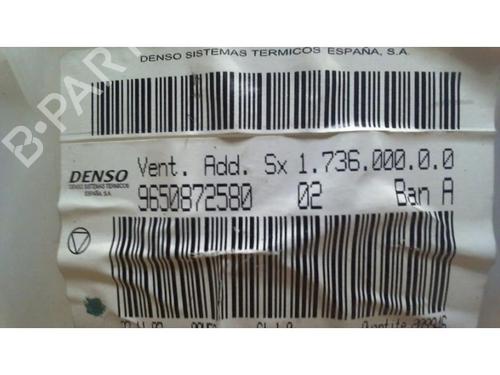 DENSO SISTEMAS TERMICOS ESPAÑA, S.A.
B-PARTS
Vent. Add. Sx 1.736.000.0.0
DENSO
DENSO SISTEMAS TERMICOS
ESPAÑA, S.A.
9650872580 02 Ban A
Quantite